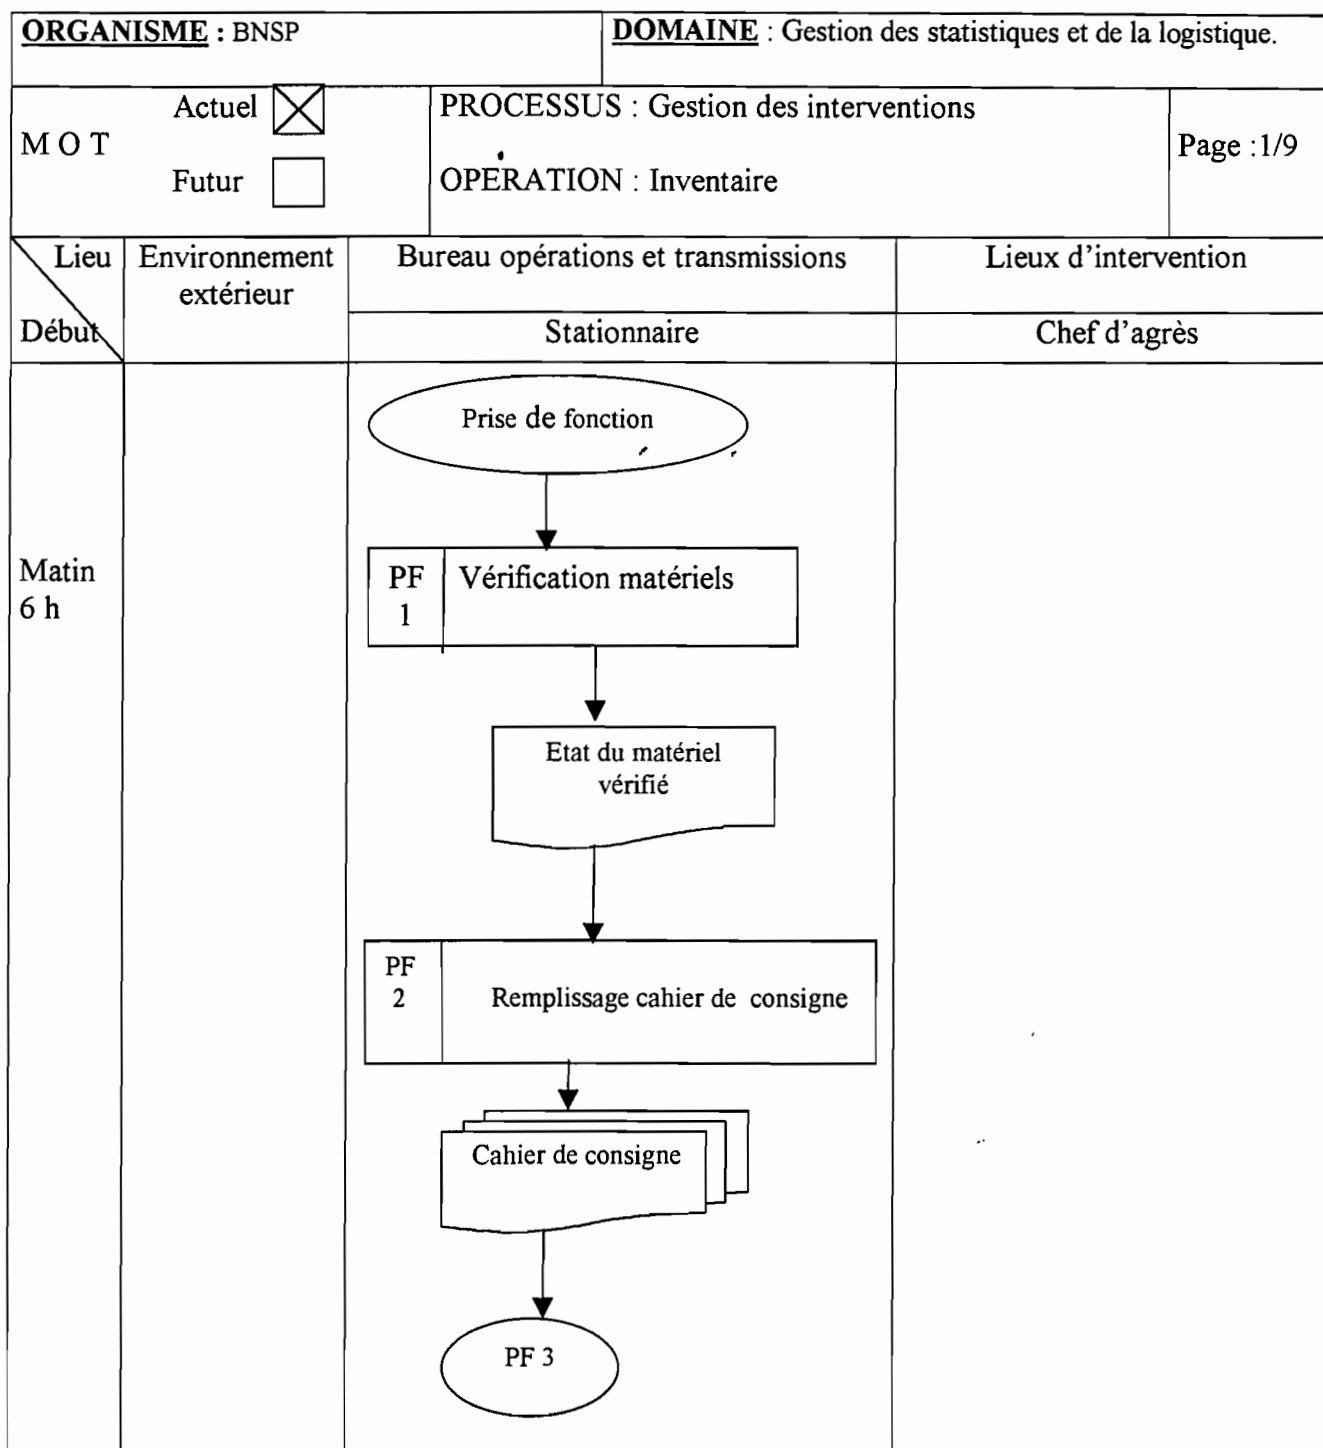 ORGANISME : BNSP
DOMAINE : Gestion des statistiques et de la logistique.
M O T
Actuel
Futur
PROCESSUS : Gestion des interventions
OPERATION : Inventaire
Page :1/9
Lieu
Début
Environnement
extérieur
Bureau opérations et transmissions
Lieux d'intervention
Stationnaire
Chef d'agrès
Prise de fonction
Matin
6 h
PF
1
Vérification matériels
Etat du matériel
vérifié
PF
2
Remplissage cahier de consigne
Cahier de consigne
PF 3